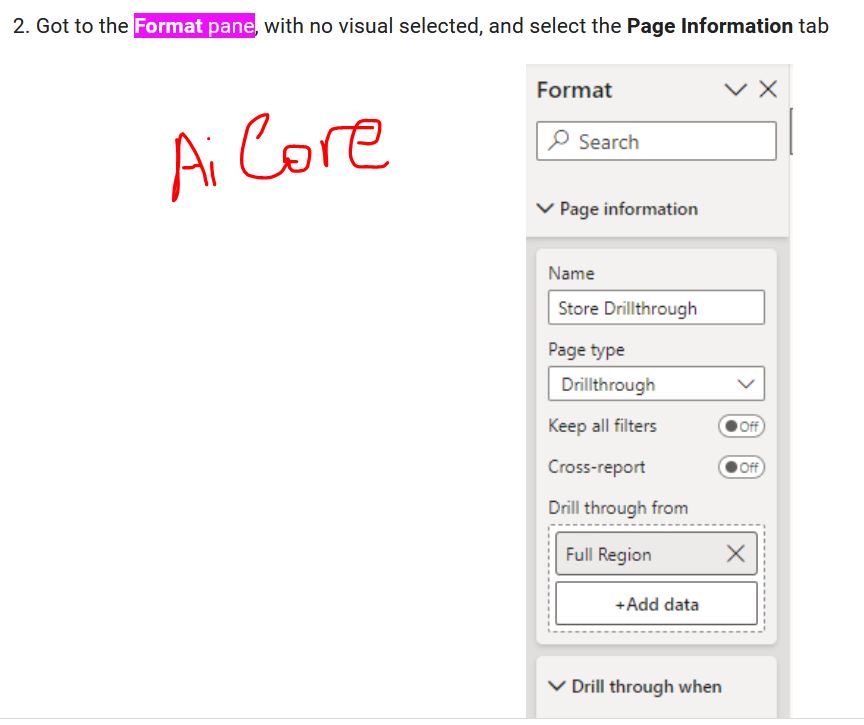 2. Got to the Format pane, with no visual selected, and select the Page Information tab
Ai Core
Format
Search
Page information
Name
Store Drillthrough
Page type
Drillthrough
Keep all filters Off
Cross-report Off
Drill through from
Full Region
+Add data
Drill through when